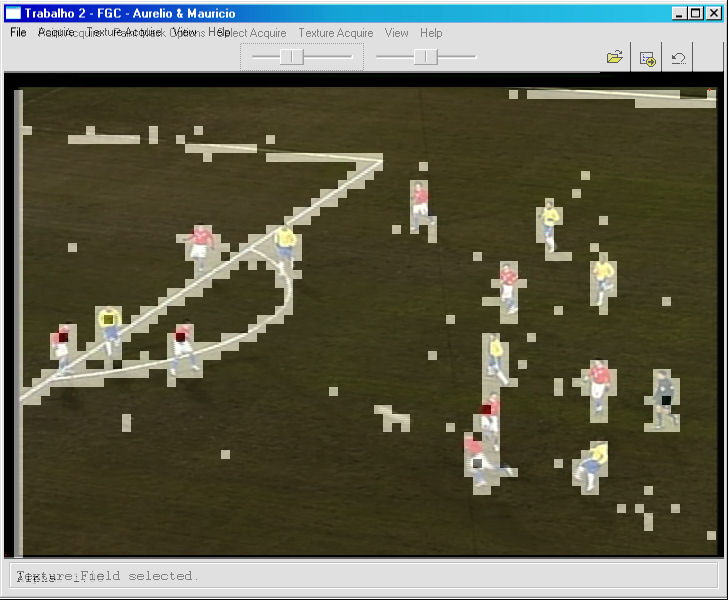 Trabalho 2 - FGC - Aurelio & Mauricio
File Acquire Texture Acquire View Help
Select Acquire Texture Acquire View Help
Texture Field selected.